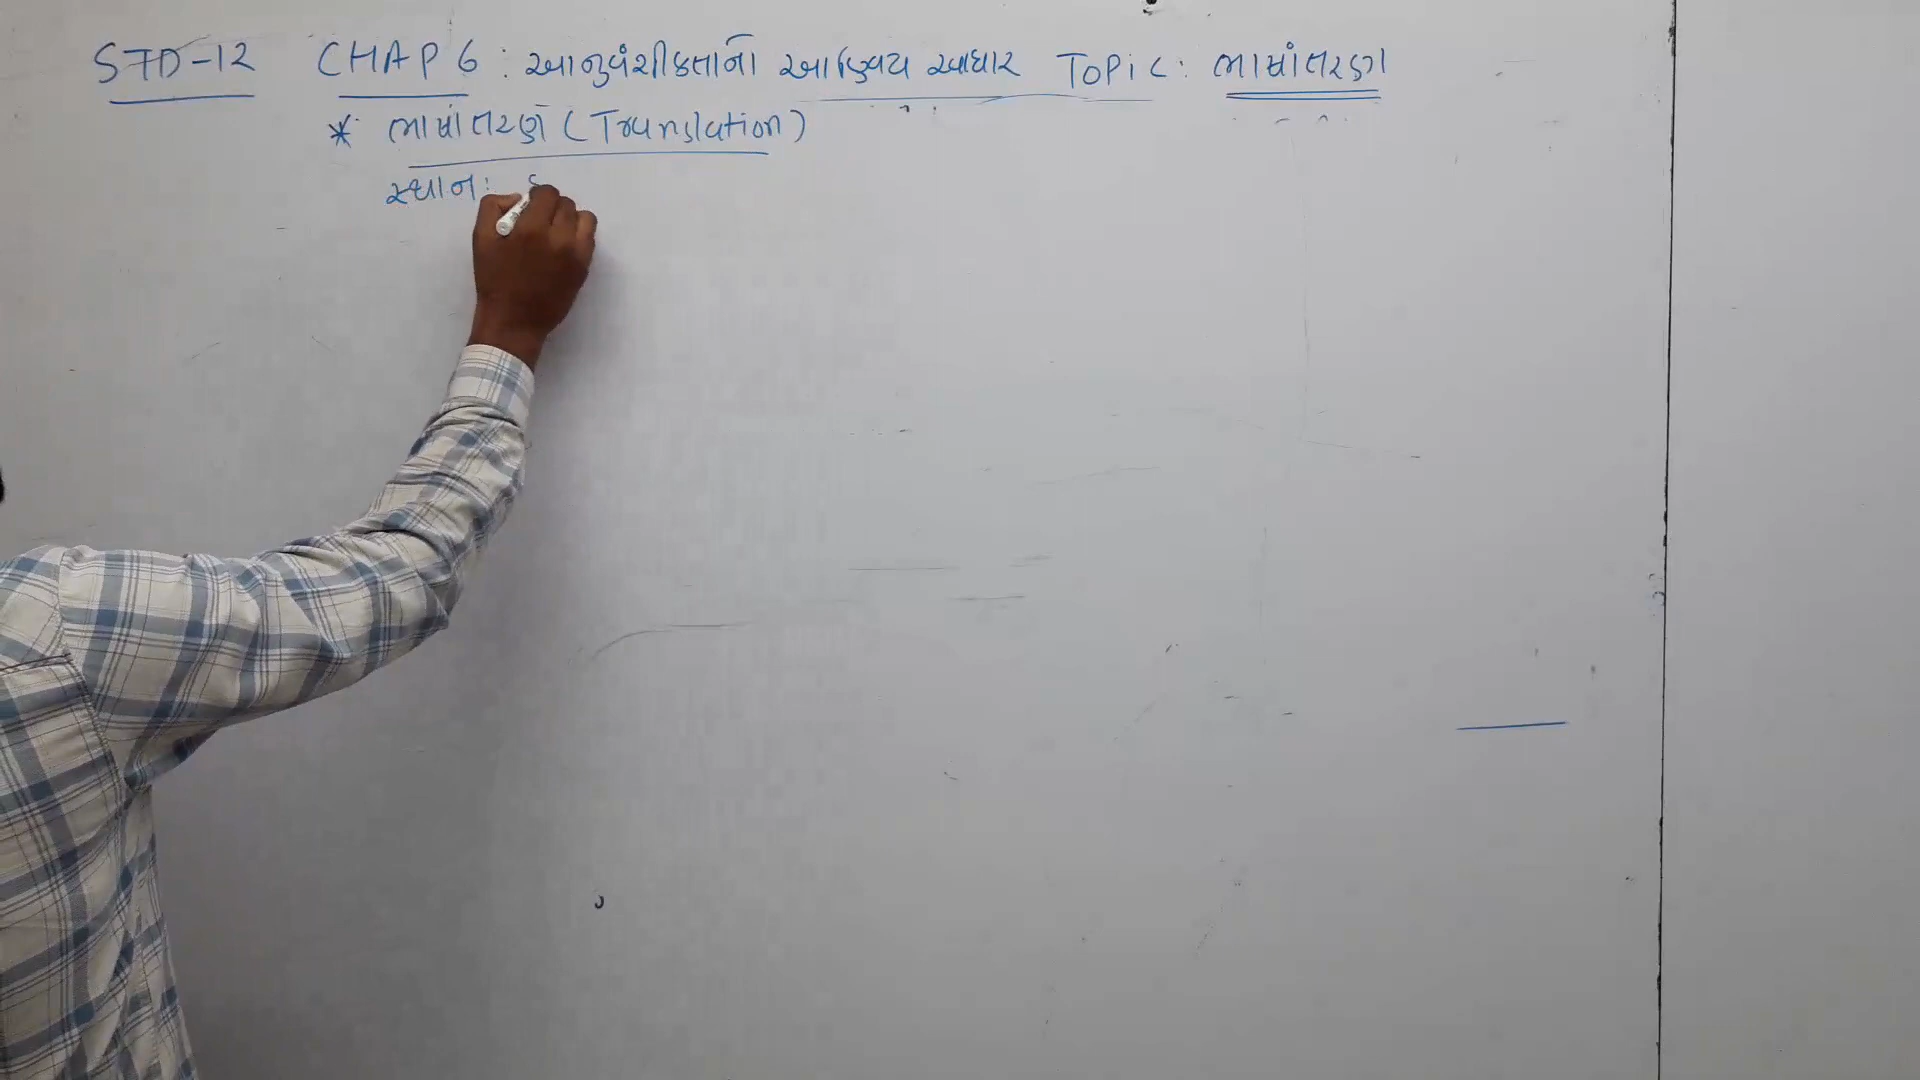 STD-12 CHAP 6 : આનુવંશીકતાનો આણ્વિય આધાર TOPIC : ભાષાંતરણ
* ભાષાંતરણ (Translation)
સ્થાન :